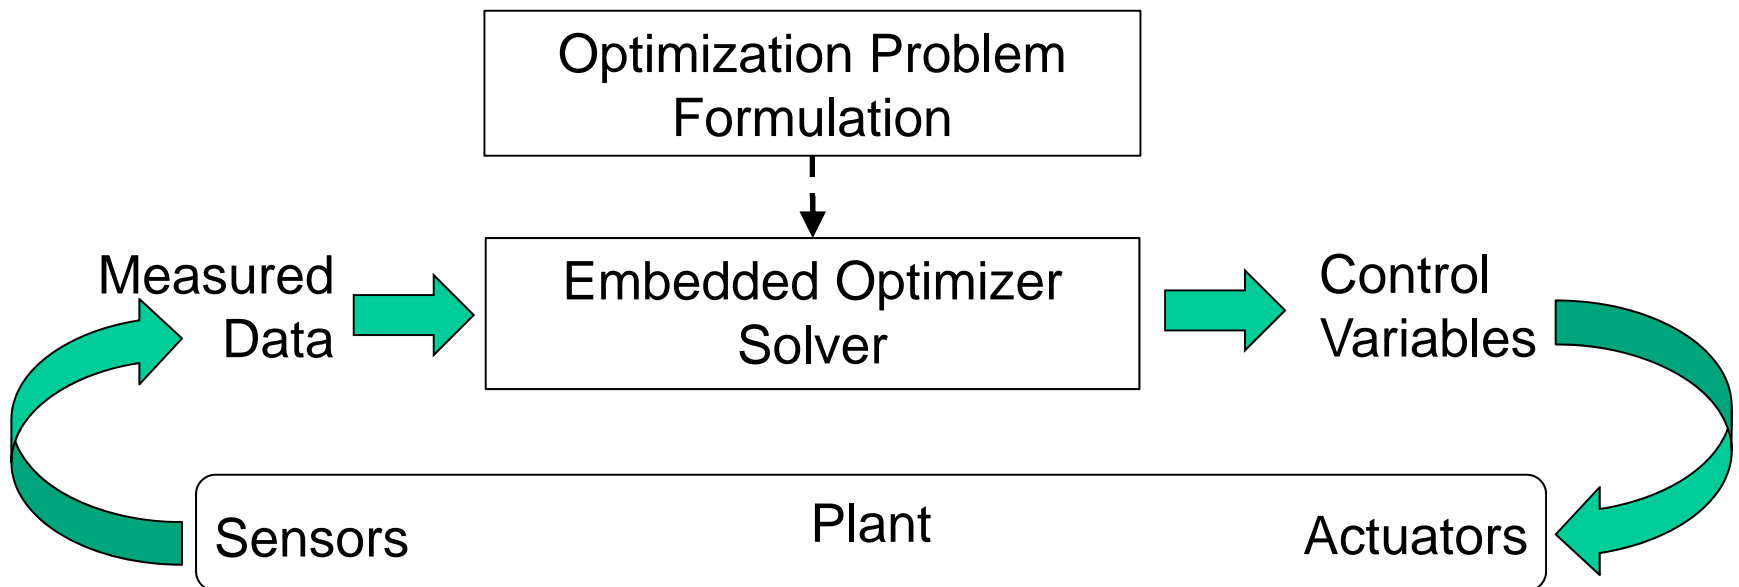 Optimization Problem
Formulation
Measured
Data
Embedded Optimizer
Solver
Control
Variables
Sensors
Plant
Actuators